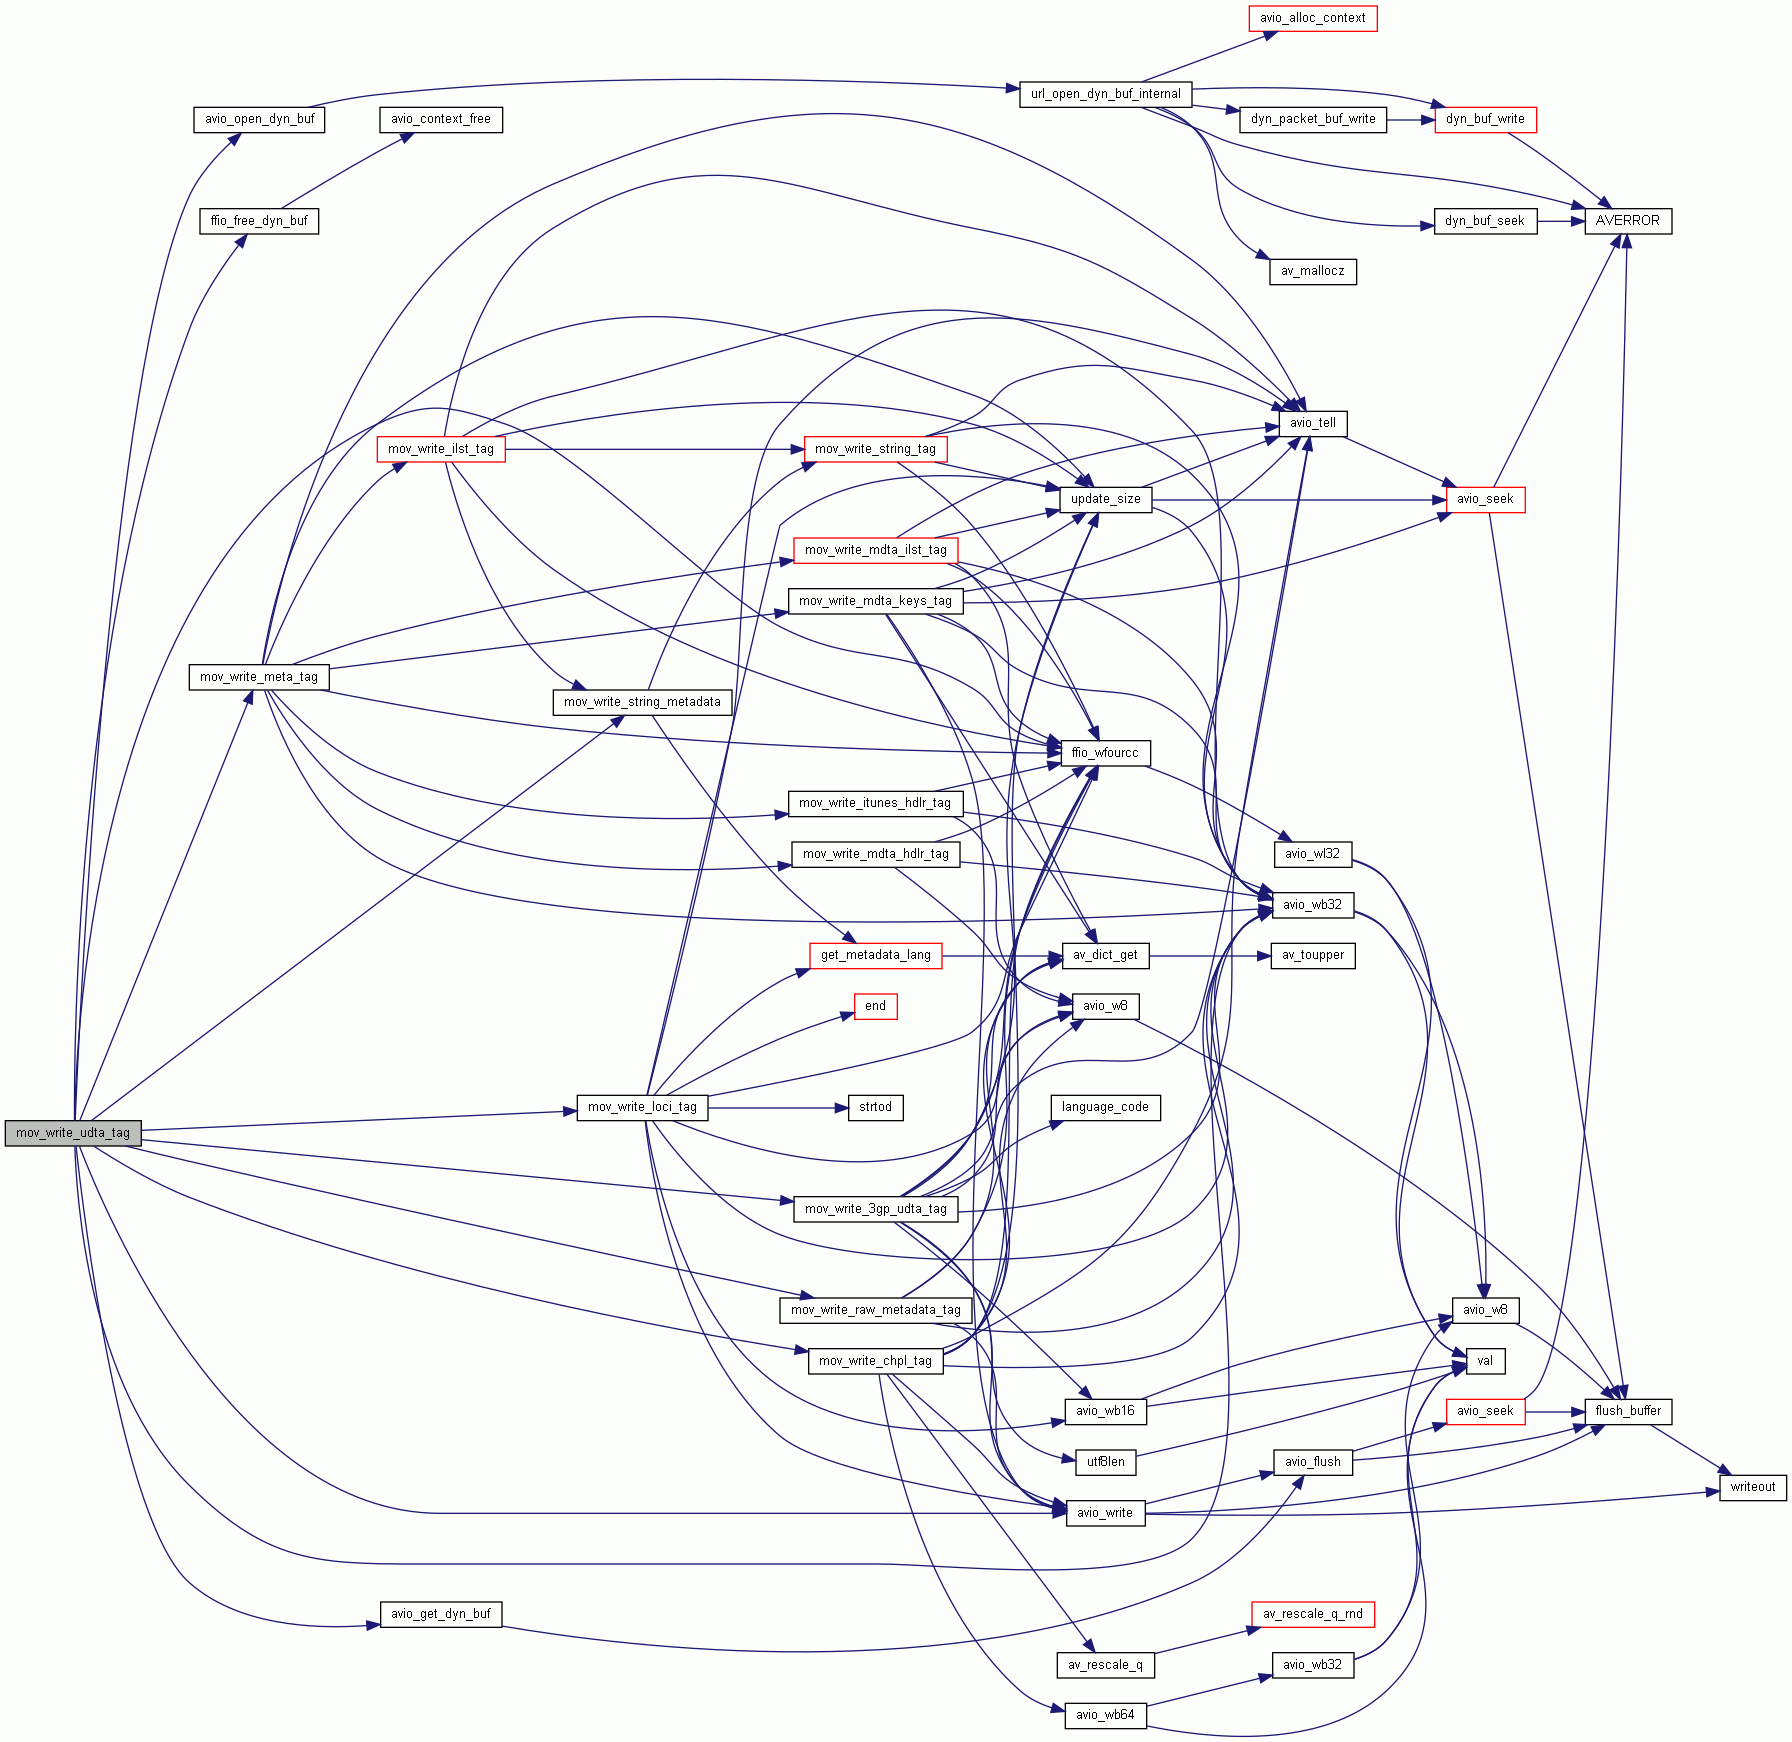 avio_alloc_context
url_open_dyn_buf_internal
avio_open_dyn_buf
avio_context_free
dyn_packet_buf_write
dyn_buf_write
ffio_free_dyn_buf
dyn_buf_seek
AVERROR
av_mallocz
avio_tell
mov_write_ilst_tag
mov_write_string_tag
update_size
avio_seek
mov_write_mdta_ilst_tag
mov_write_mdta_keys_tag
mov_write_meta_tag
mov_write_string_metadata
ffio_wfourcc
mov_write_itunes_hdlr_tag
mov_write_mdta_hdlr_tag
avio_wl32
avio_wb32
get_metadata_lang
av_dict_get
av_toupper
end
avio_w8
mov_write_loci_tag
strtod
language_code
mov_write_udta_tag
mov_write_3gp_udta_tag
mov_write_raw_metadata_tag
avio_w8
mov_write_chpl_tag
val
avio_wb16
avio_seek
flush_buffer
utf8len
avio_flush
writeout
avio_write
avio_get_dyn_buf
av_rescale_q_rnd
av_rescale_q
avio_wb32
avio_wb64